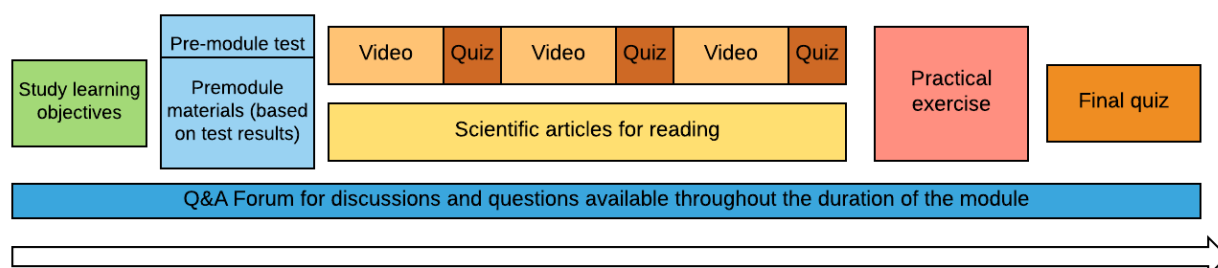 Study learning
objectives
Pre-module test
Premodule
materials (based
on test results)
Video
Quiz
Video
Quiz
Video
Quiz
Scientific articles for reading
Practical
exercise
Final quiz
Q&A Forum for discussions and questions available throughout the duration of the module